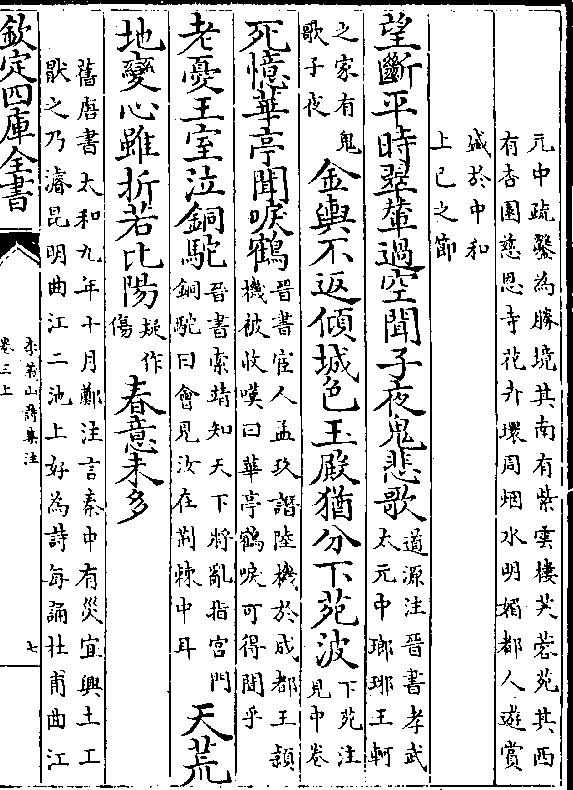 元中疏鑿為勝境其南有紫雲樓芙蓉苑其西
有杏園慈恩寺花卉環周烟水明媚都人遊賞
盛於中和
上巳之節
望斷平時翠輦過空聞子夜鬼悲歌
道源注晉書孝武
太元中瑯琊王軻
之家有鬼
歌子夜
金輿不返傾城色玉殿猶分下苑波
下苑注
見中卷
死憶華亭聞唳鶴
晉書宦人孟玖譖陸機於成都王頴
機被收嘆曰華亭鶴唳可得聞乎
老憂王室泣銅駝
晉書索靖知天下將亂指宮門
銅駝曰會見汝在荆棘中耳
天荒
地變心雖折若比陽
疑作
傷
春意未多
舊唐書太和九年十月鄭注言秦中有災宜興土工
厭之乃濬昆明曲江二池上好為詩每誦杜甫曲江
欽定四庫全書
李義山詩集注
卷三上
七